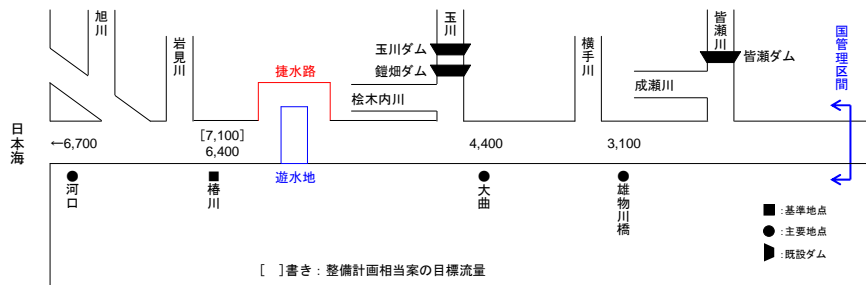 旭川
岩見川
玉川
横手川
皆瀬川
国管理区間
玉川ダム
鎧畑ダム
皆瀬ダム
捷水路
桧木内川
成瀬川
日本海
←6,700
[7,100]
6,400
4,400
3,100
遊水地
河口
椿川
大曲
雄物川橋
■:基準地点
●:主要地点
:既設ダム
[ ]書き：整備計画相当案の目標流量